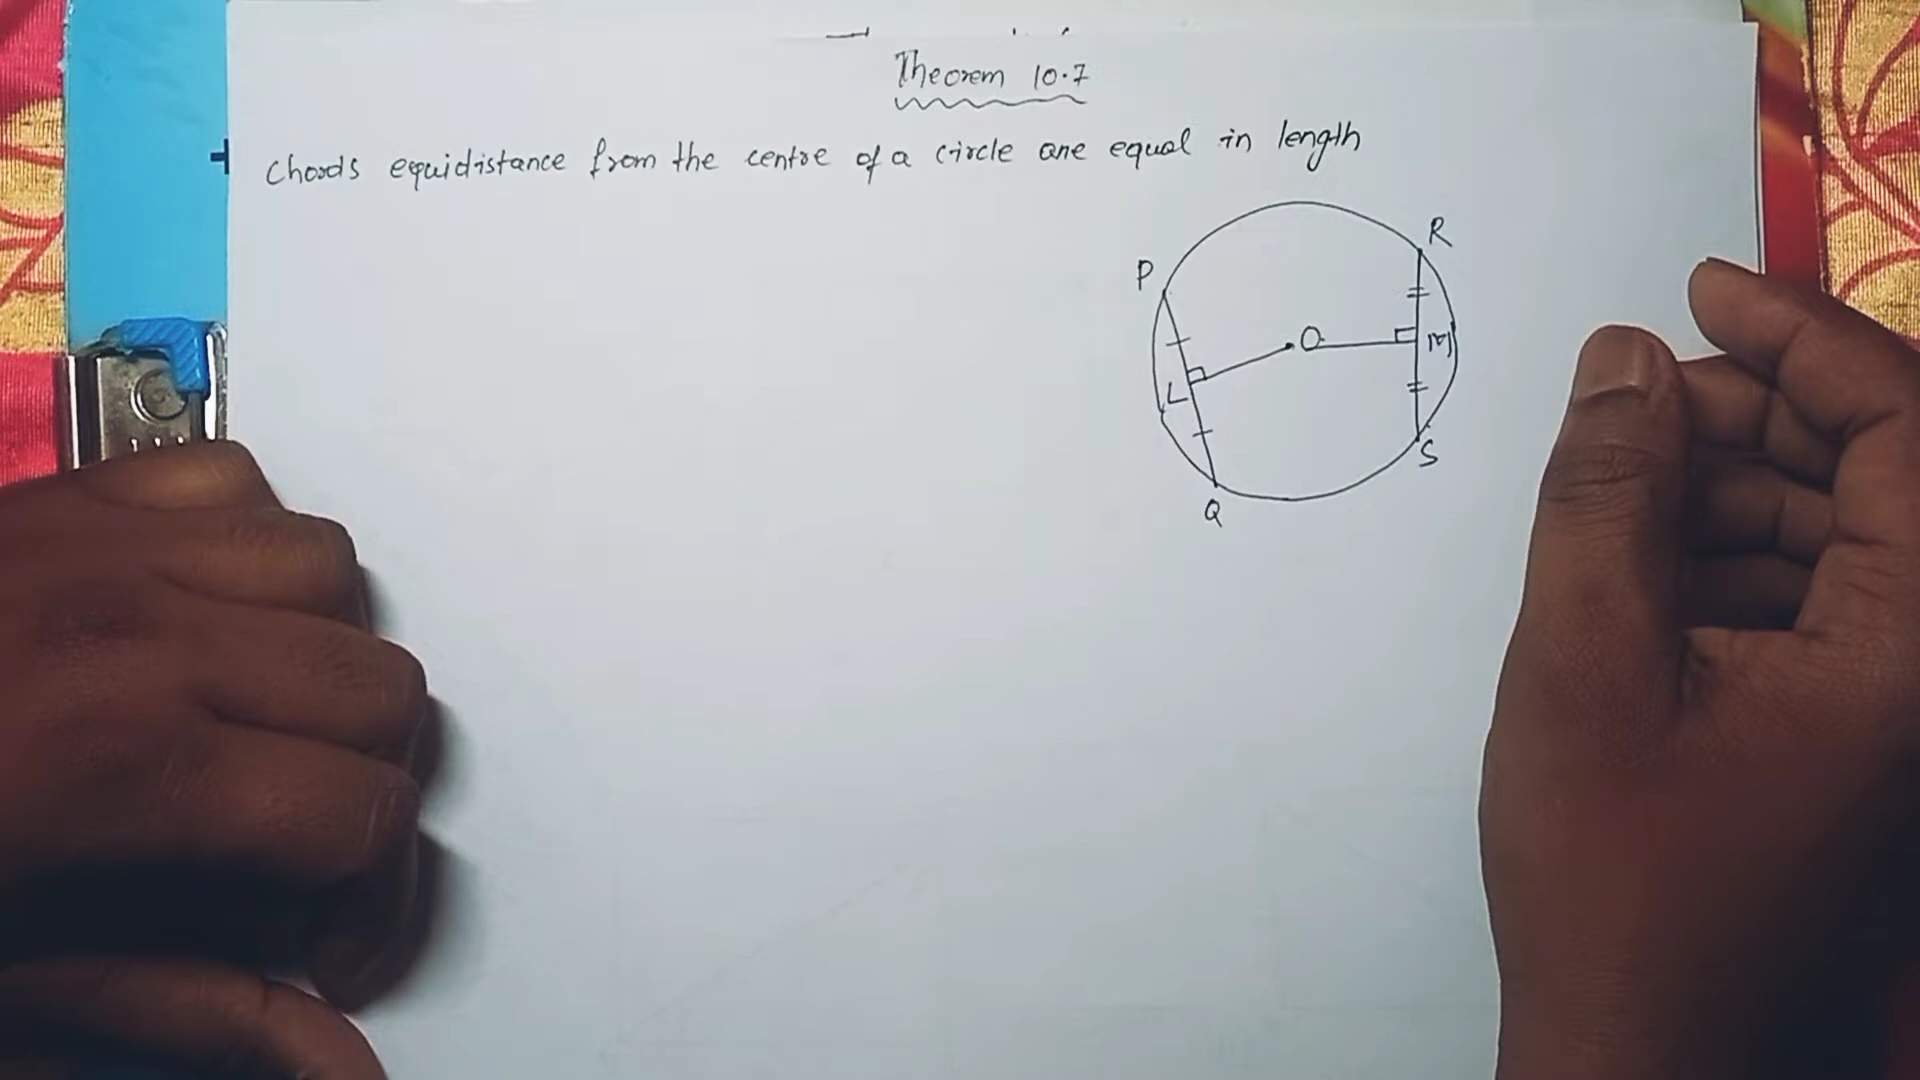 Theorem 10.7
Chords equidistance from the centre of a circle are equal in length
R
P
O
M
L
S
Q